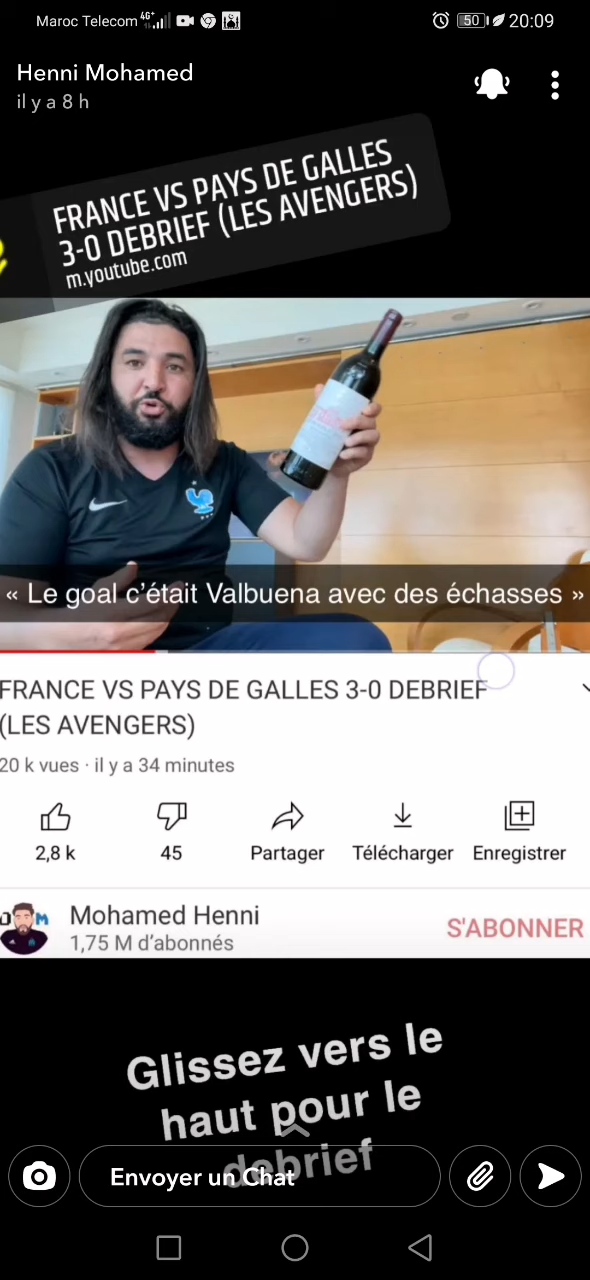 Maroc Telecom 4G+ 50 20:09
Henni Mohamed
il y a 8 h
FRANCE VS PAYS DE GALLES
3-0 DEBRIEF (LES AVENGERS)
m.youtube.com
« Le goal c’était Valbuena avec des échasses »
FRANCE VS PAYS DE GALLES 3-0 DEBRIEF
(LES AVENGERS)
20 k vues · il y a 34 minutes
2,8 k 45 Partager Télécharger Enregistrer
Mohamed Henni
1,75 M d’abonnés
S'ABONNER
Glissez vers le
haut pour le
debrief
Envoyer un Chat